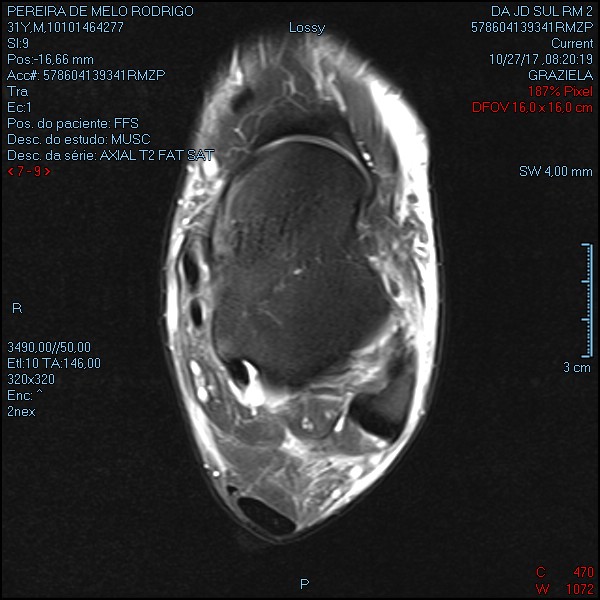 PEREIRA DE MELO RODRIGO
31Y,M,10101464277
Sl:9
Pos:-16,66 mm
Acc#: 578604139341RMZP
Tra
Ec:1
Pos. do paciente: FFS
Desc. do estudo: MUSC
Desc. da série: AXIAL T2 FAT SAT
< 7 - 9 >
Lossy
DA JD SUL RM 2
578604139341RMZP
Current
10/27/17 ,08:20:19
GRAZIELA
187% Pixel
DFOV 16,0 x 16,0 cm
SW 4,00 mm
R
3490,00//50,00
Etl:10 TA:146,00
320x320
Enc: ^
2nex
3 cm
P
C 470
W 1072